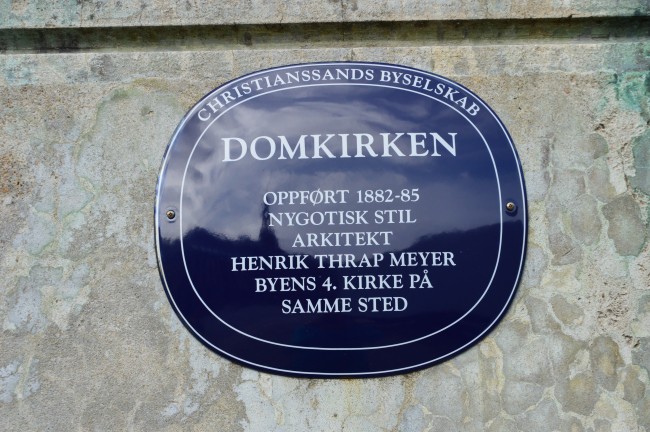 CHRISTIANSSANDS BYSELSKAB
DOMKIRKEN
OPPFØRT 1882-85
NYGOTISK STIL
ARKITEKT
HENRIK THRAP MEYER
BYENS 4. KIRKE PÅ
SAMME STED